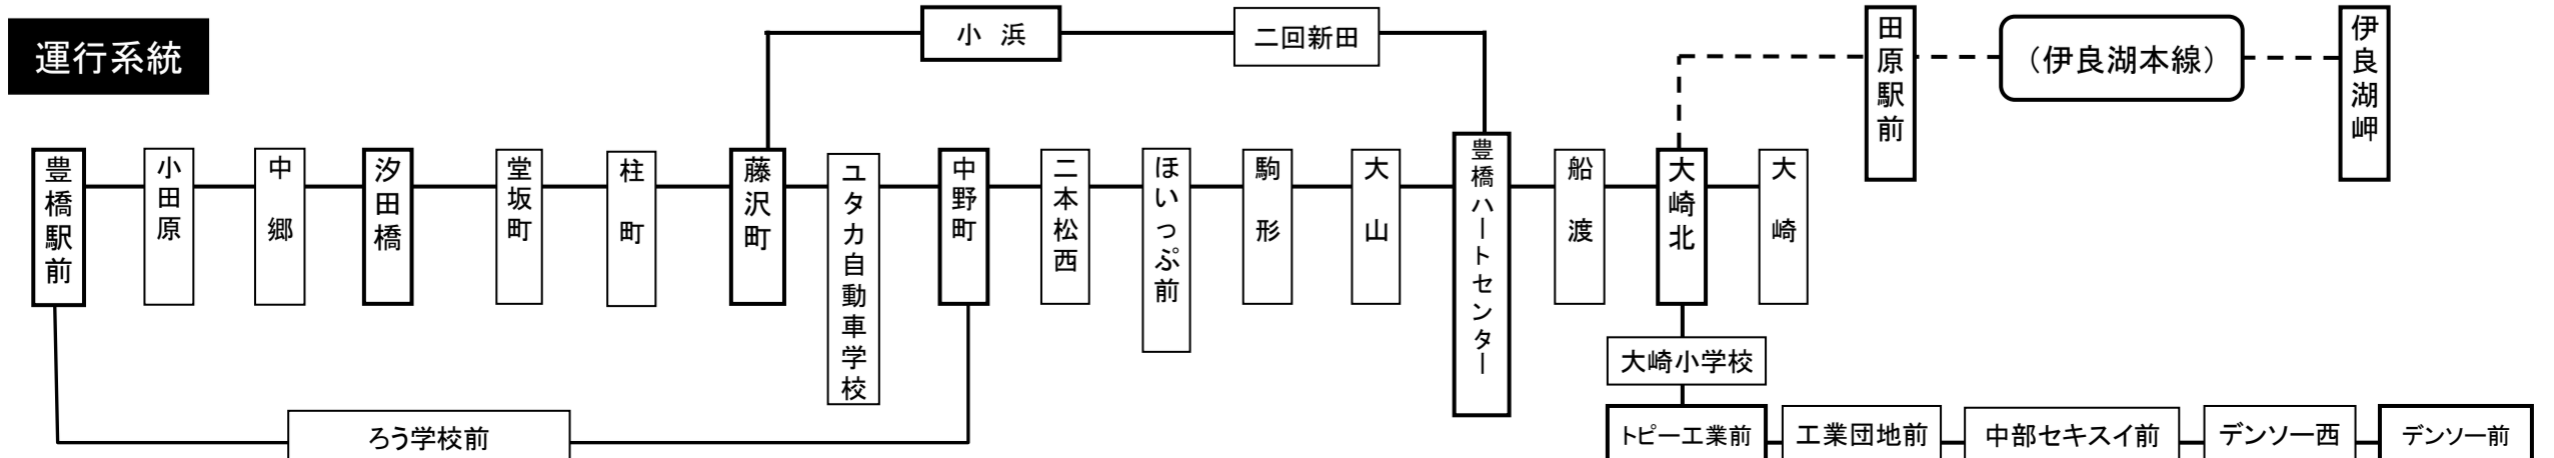 運行系統
小 浜
二回新田
田原駅前
（伊良湖本線）
伊良湖岬
豊橋駅前
小田原
中 郷
汐田橋
堂坂町
柱 町
藤沢町
ユタカ自動車学校
中野町
二本松西
ほいっぷ前
駒 形
大 山
豊橋ハートセンター
船 渡
大崎北
大 崎
大崎小学校
ろう学校前
トピー工業前
工業団地前
中部セキスイ前
デンソー西
デンソー前